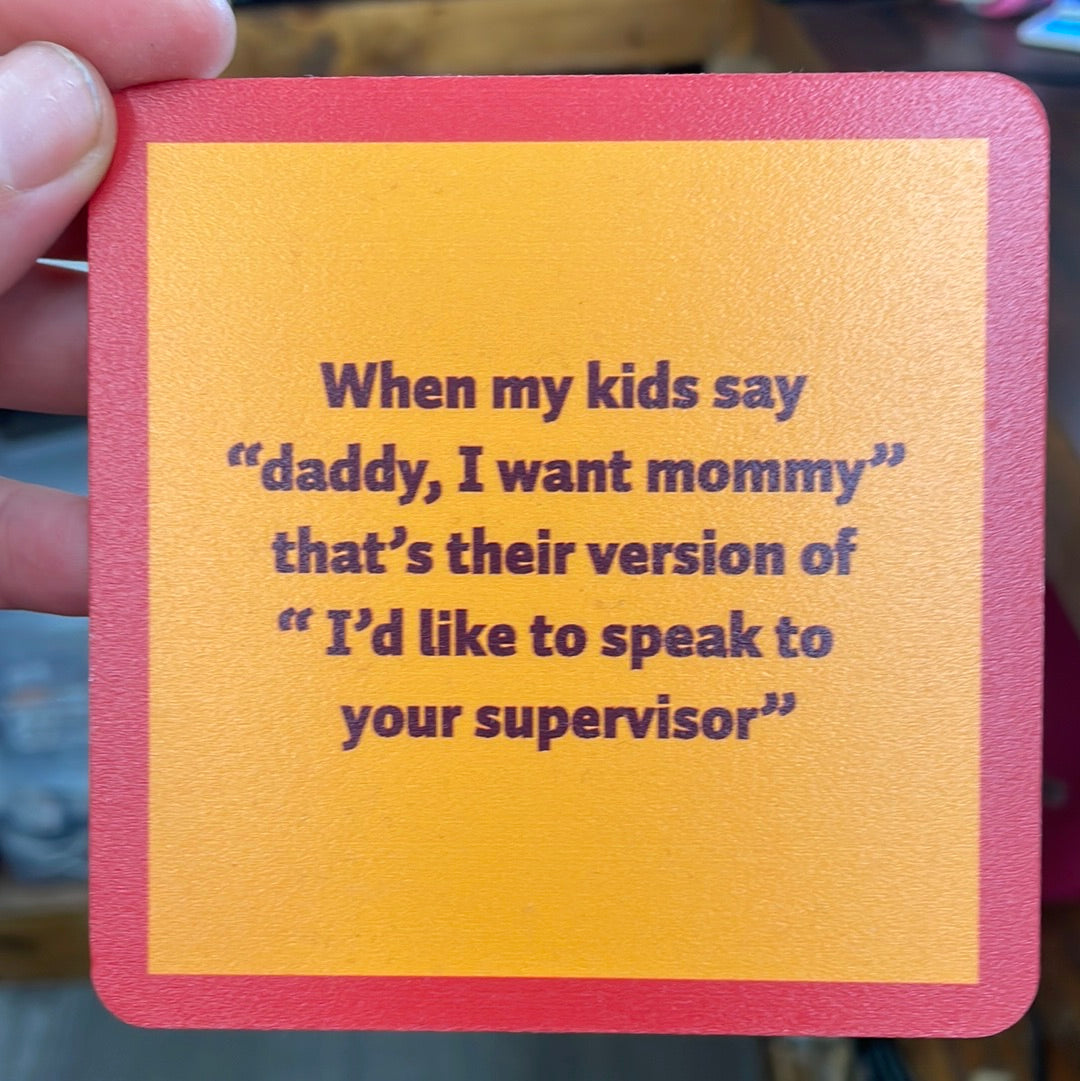 When my kids say
“daddy, I want mommy”
that’s their version of
“ I’d like to speak to
your supervisor”